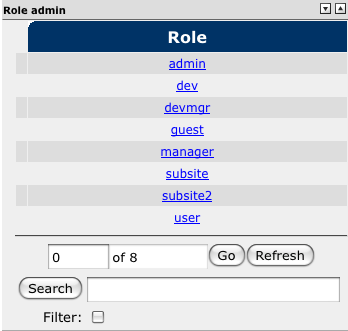 Role admin
Role
admin
dev
devmgr
guest
manager
subsite
subsite2
user
0 of 8 Go Refresh
Search
Filter: